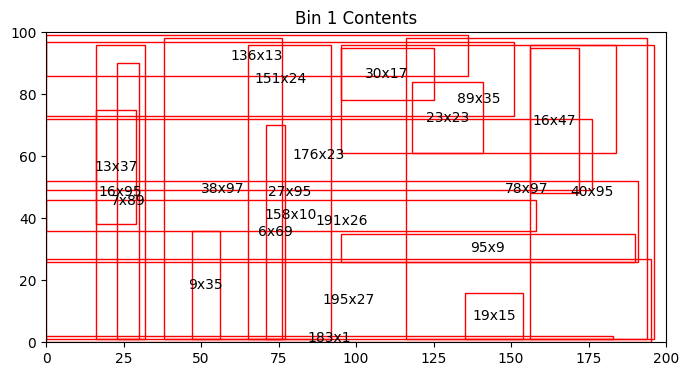 Bin 1 Contents
100
136x13
30x17
151x24
80
89x35
23x23
16x47
60
176x23
13x37
16x95
7x89
38x97
27x95
78x97
40x95
40
158x10
191x26
6x69
95x9
20
9x35
195x27
19x15
183x1
0
0 25 50 75 100 125 150 175 200